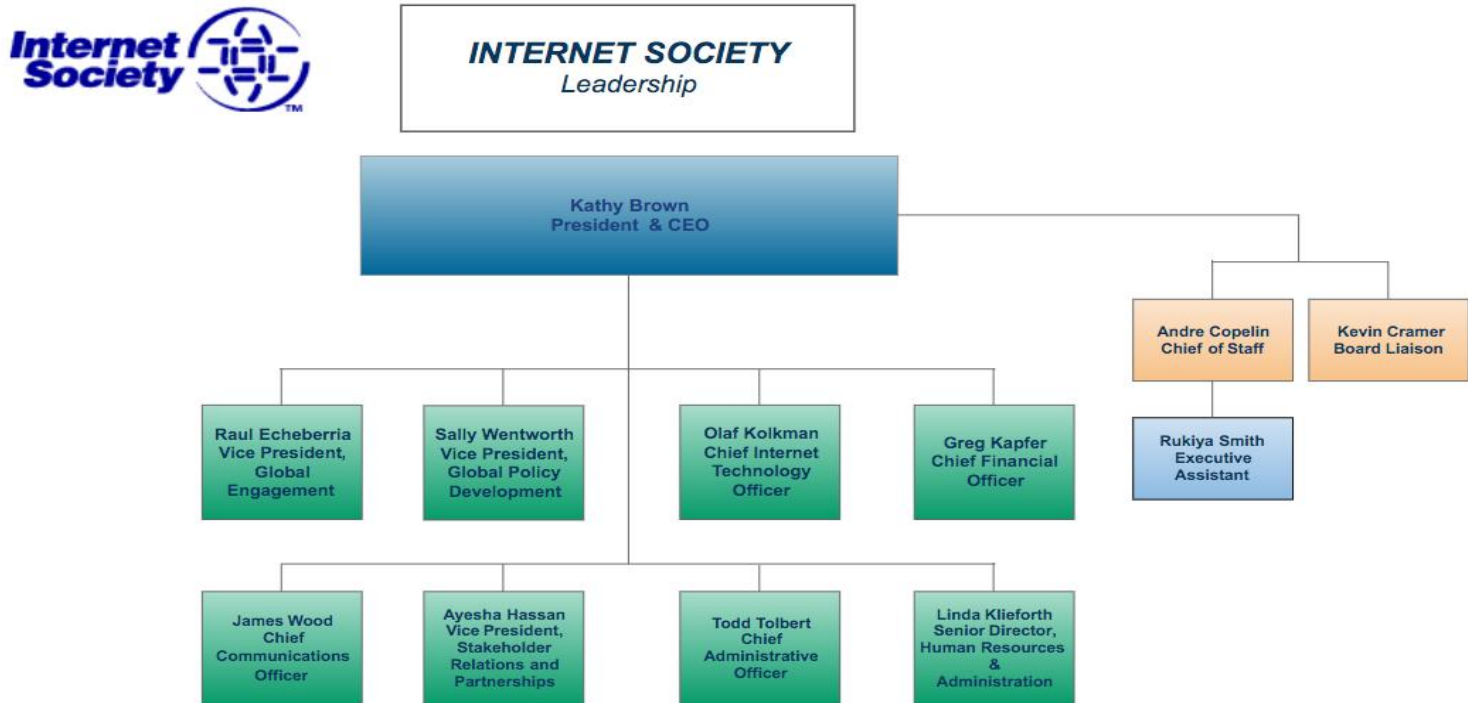 Internet
Society
TM
INTERNET SOCIETY
Leadership
Kathy Brown
President & CEO
Andre Copelin
Chief of Staff
Kevin Cramer
Board Liaison
Raul Echeberria
Vice President,
Global
Engagement
Sally Wentworth
Vice President,
Global Policy
Development
Olaf Kolkman
Chief Internet
Technology
Officer
Greg Kapfer
Chief Financial
Officer
Rukiya Smith
Executive
Assistant
James Wood
Chief
Communications
Officer
Ayesha Hassan
Vice President,
Stakeholder
Relations and
Partnerships
Todd Tolbert
Chief
Administrative
Officer
Linda Klieforth
Senior Director,
Human Resources
&
Administration